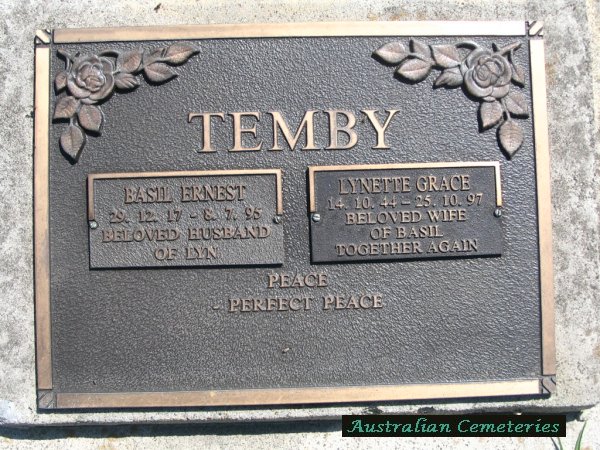 TEMBY
BASIL ERNEST
29. 12. 17 - 8. 7. 95
BELOVED HUSBAND
OF LYN
LYNETTE GRACE
14. 10. 44 - 25. 10. 97
BELOVED WIFE
OF BASIL
TOGETHER AGAIN
PEACE
PERFECT PEACE
Australian Cemeteries